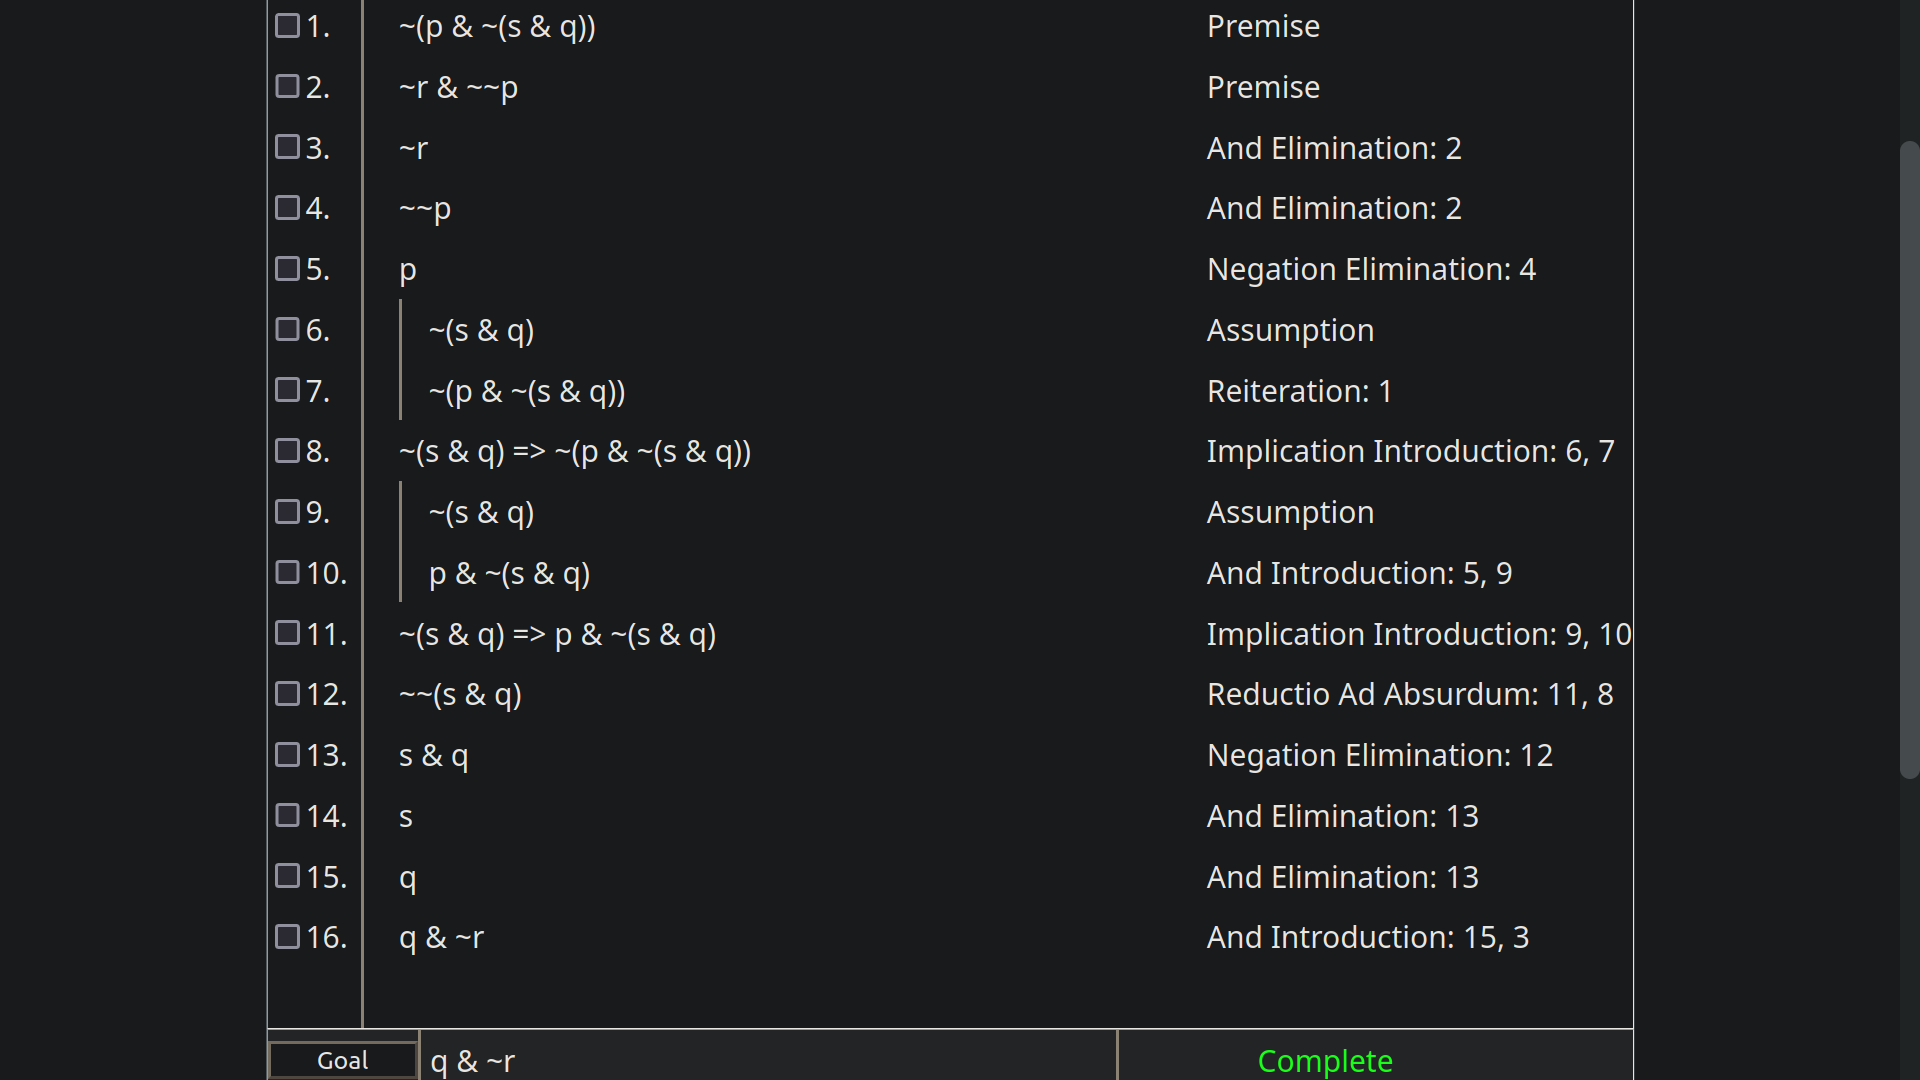 1. ~(p & ~(s & q)) Premise
2. ~r & ~~p Premise
3. ~r And Elimination: 2
4. ~~p And Elimination: 2
5. p Negation Elimination: 4
6. ~(s & q) Assumption
7. ~(p & ~(s & q)) Reiteration: 1
8. ~(s & q) => ~(p & ~(s & q)) Implication Introduction: 6, 7
9. ~(s & q) Assumption
10. p & ~(s & q) And Introduction: 5, 9
11. ~(s & q) => p & ~(s & q) Implication Introduction: 9, 10
12. ~~(s & q) Reductio Ad Absurdum: 11, 8
13. s & q Negation Elimination: 12
14. s And Elimination: 13
15. q And Elimination: 13
16. q & ~r And Introduction: 15, 3
Goal q & ~r Complete